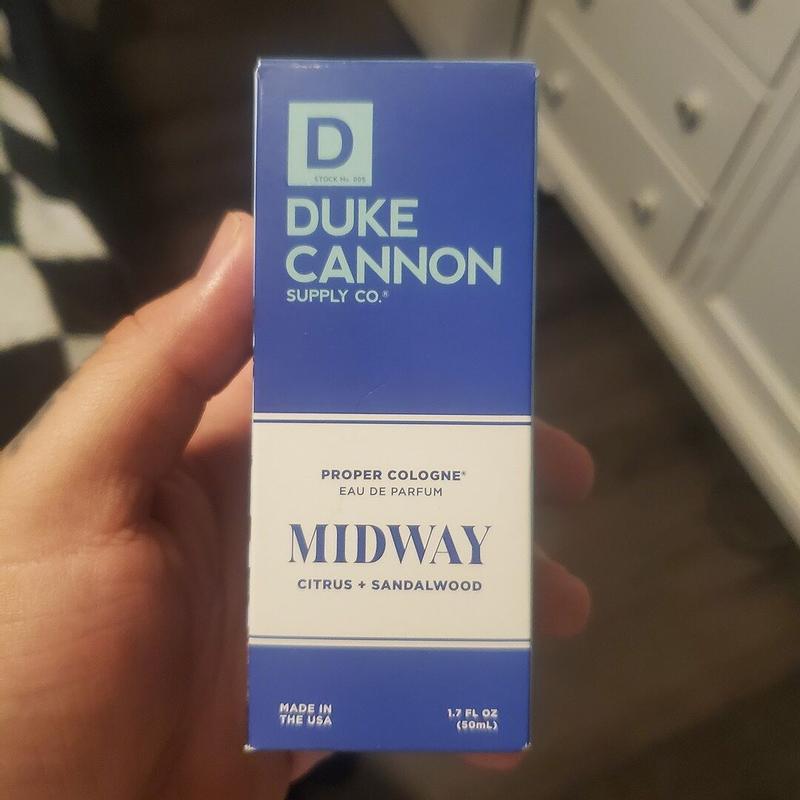 D
STOCK No. 005
DUKE
CANNON
SUPPLY CO.®
PROPER COLOGNE®
EAU DE PARFUM
MIDWAY
CITRUS + SANDALWOOD
MADE IN
THE USA
1.7 FL OZ
(50mL)